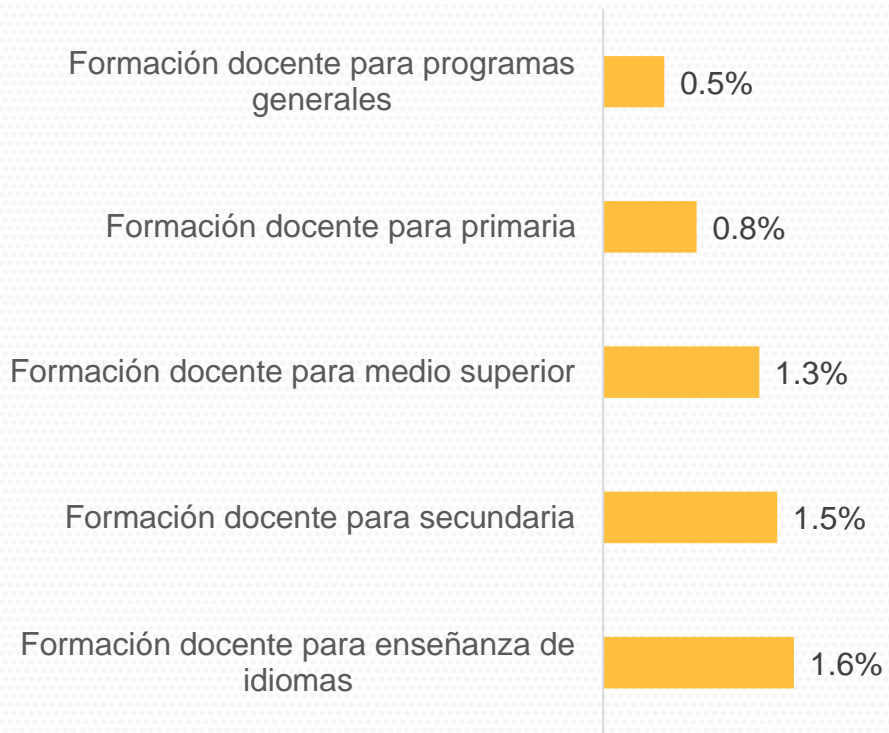 Formación docente para programas
generales
0.5%
Formación docente para primaria
0.8%
Formación docente para medio superior
1.3%
Formación docente para secundaria
1.5%
Formación docente para enseñanza de
idiomas
1.6%